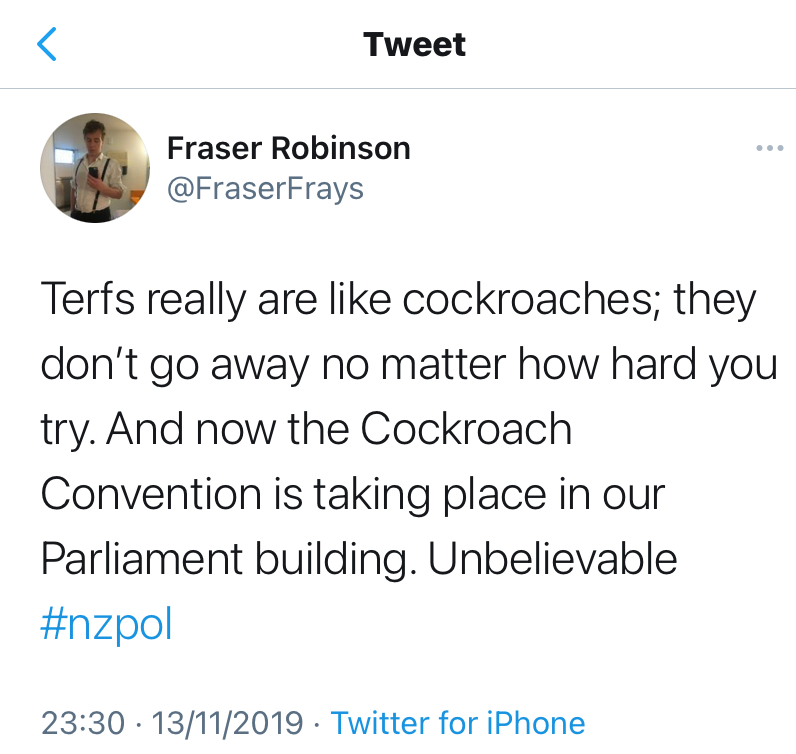 Tweet
Fraser Robinson
@FraserFrays
Terfs really are like cockroaches; they
don’t go away no matter how hard you
try. And now the Cockroach
Convention is taking place in our
Parliament building. Unbelievable
#nzpol
23:30 · 13/11/2019 · Twitter for iPhone